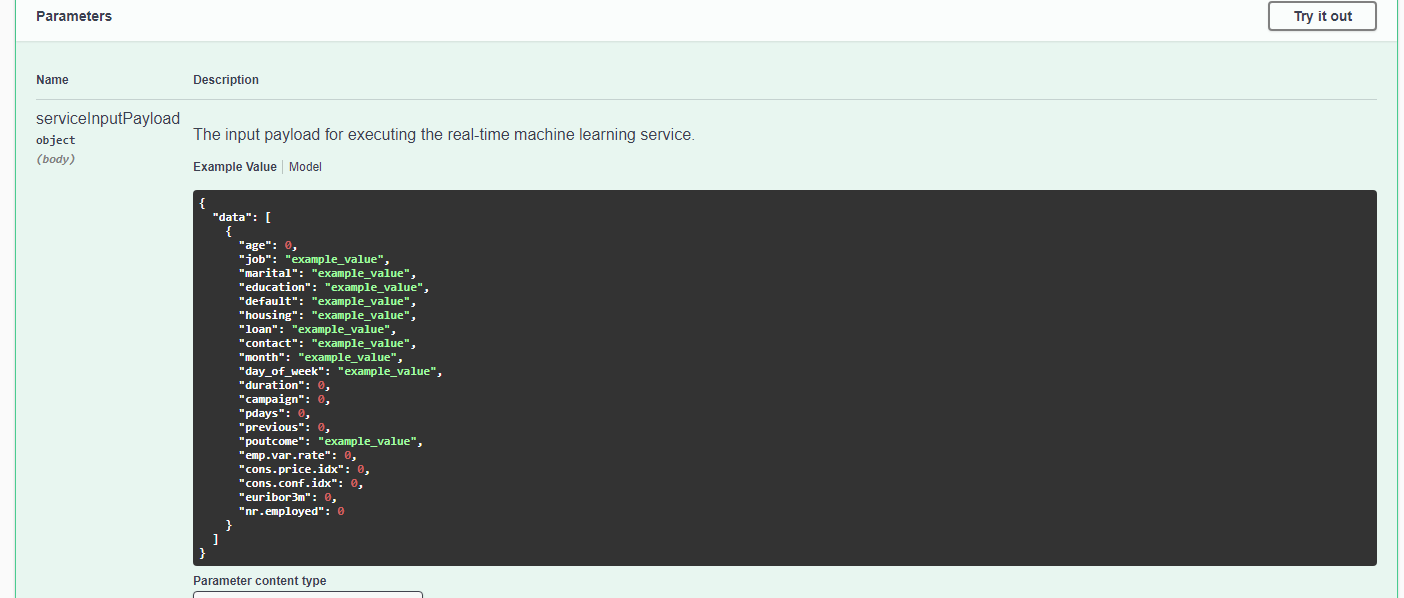 Parameters
Try it out
Name
Description
serviceInputPayload
object
(body)
The input payload for executing the real-time machine learning service.
Example Value
Model
{
"data": [
{
"age": 0,
"job": "example_value",
"marital": "example_value",
"education": "example_value",
"default": "example_value",
"housing": "example_value",
"loan": "example_value",
"contact": "example_value",
"month": "example_value",
"day_of_week": "example_value",
"duration": 0,
"campaign": 0,
"pdays": 0,
"previous": 0,
"poutcome": "example_value",
"emp.var.rate": 0,
"cons.price.idx": 0,
"cons.conf.idx": 0,
"euribor3m": 0,
"nr.employed": 0
}
]
}
Parameter content type